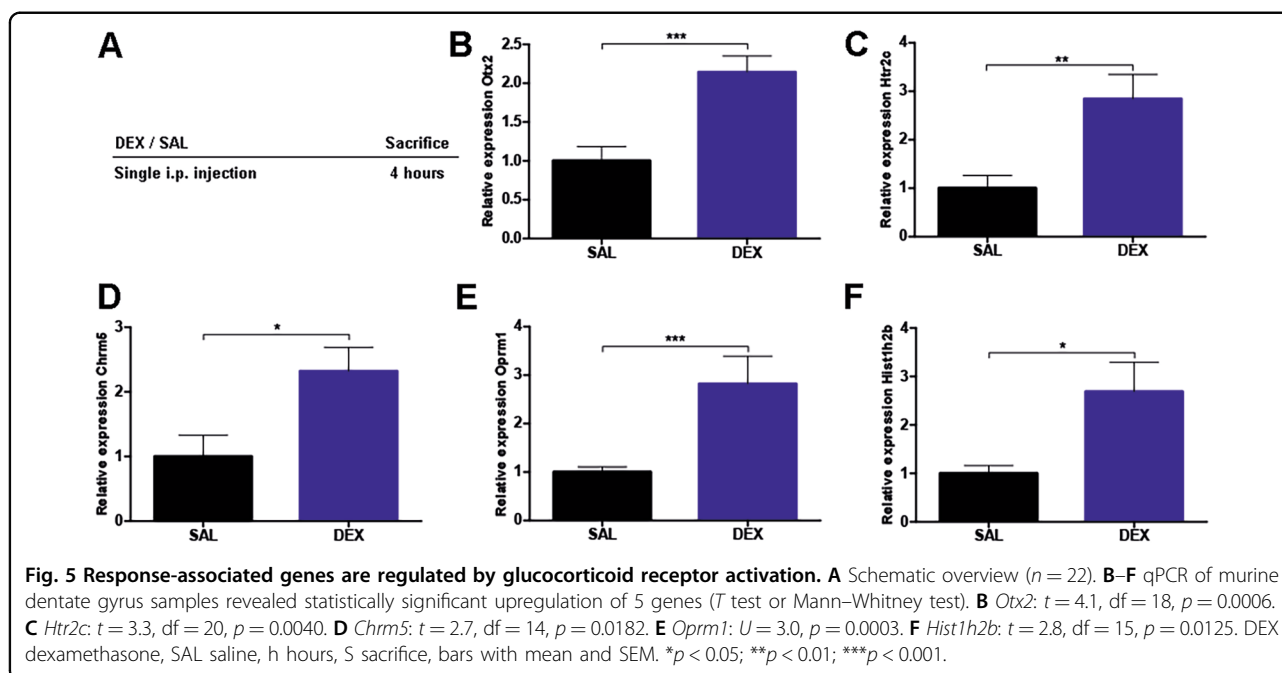 A
DEX / SAL Sacrifice
Single i.p. injection 4 hours
B
Relative expression Otx2
2.5
2.0
1.5
1.0
0.5
0.0
***
SAL DEX
C
Relative expression Htr2c
4
3
2
1
0
**
SAL DEX
D
Relative expression Chrm5
3
2
1
0
*
SAL DEX
E
Relative expression Oprm1
4
3
2
1
0
***
SAL DEX
F
Relative expression Hist1h2b
4
3
2
1
0
*
SAL DEX
Fig. 5 Response-associated genes are regulated by glucocorticoid receptor activation. A Schematic overview (n = 22). B–F qPCR of murine
dentate gyrus samples revealed statistically significant upregulation of 5 genes (T test or Mann–Whitney test). B Otx2: t = 4.1, df = 18, p = 0.0006.
C Htr2c: t = 3.3, df = 20, p = 0.0040. D Chrm5: t = 2.7, df = 14, p = 0.0182. E Oprm1: U = 3.0, p = 0.0003. F Hist1h2b: t = 2.8, df = 15, p = 0.0125. DEX
dexamethasone, SAL saline, h hours, S sacrifice, bars with mean and SEM. *p < 0.05; **p < 0.01; ***p < 0.001.